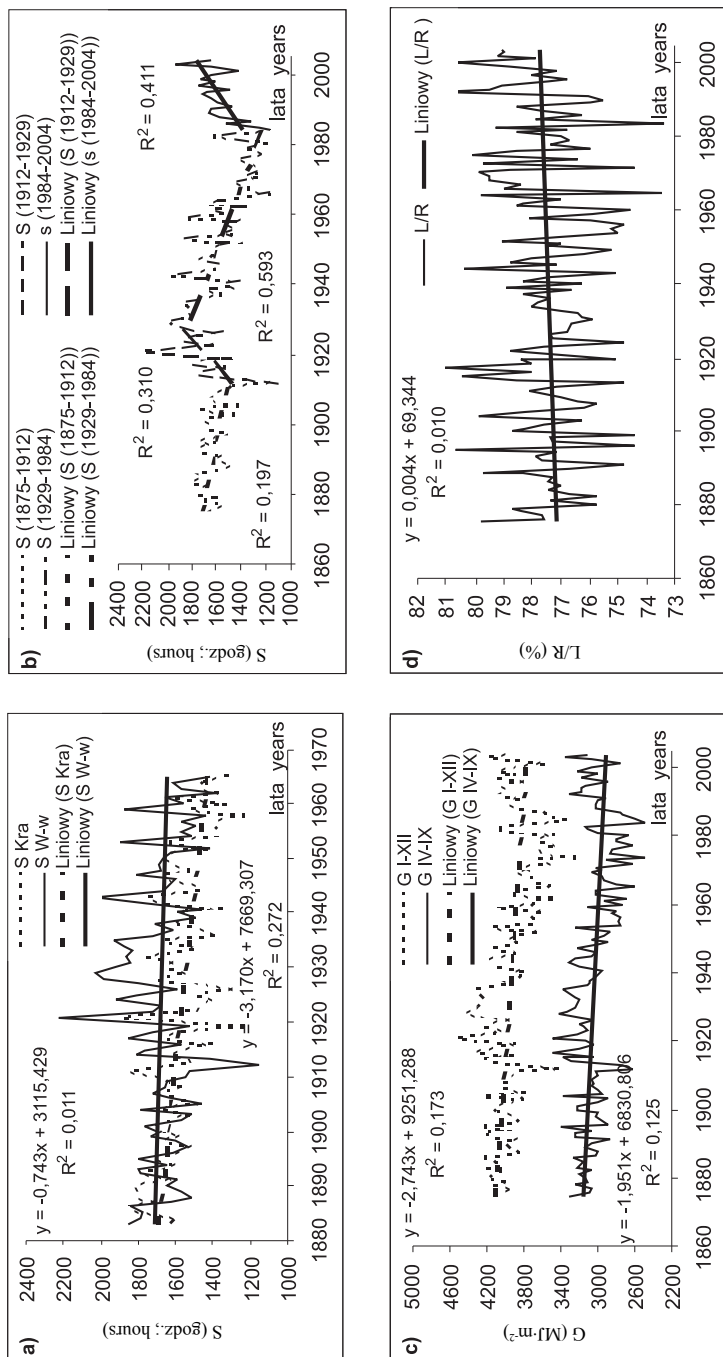 a)
S Kra
S W-w
Liniowy (S Kra)
Liniowy (S W-w)
y = -0,743x + 3115,429
R² = 0,011
y = -3,170x + 7669,307
R² = 0,272
S (godz.; hours)
2400
2200
2000
1800
1600
1400
1200
1000
1880 1890 1900 1910 1920 1930 1940 1950 1960 1970
lata years
b)
S (1875-1912)
S (1912-1929)
S (1929-1984)
s (1984-2004)
Liniowy (S (1875-1912))
Liniowy (S (1912-1929))
Liniowy (S (1929-1984))
Liniowy (s (1984-2004))
R² = 0,197
R² = 0,310
R² = 0,593
R² = 0,411
S (godz.; hours)
2400
2200
2000
1800
1600
1400
1200
1000
1860 1880 1900 1920 1940 1960 1980 2000
lata years
c)
G I-XII
G IV-IX
Liniowy (G I-XII)
Liniowy (G IV-IX)
y = -2,743x + 9251,288
R² = 0,173
y = -1,951x + 6830,806
R² = 0,125
G (MJ·m⁻²)
5000
4200
3400
3000
2600
2200
1860 1880 1900 1920 1940 1960 1980 2000
lata years
d)
L/R
Liniowy (L/R)
y = 0,004x + 69,344
R² = 0,010
L/R (%)
82
81
80
79
78
77
76
75
74
73
1860 1880 1900 1920 1940 1960 1980 2000
lata years